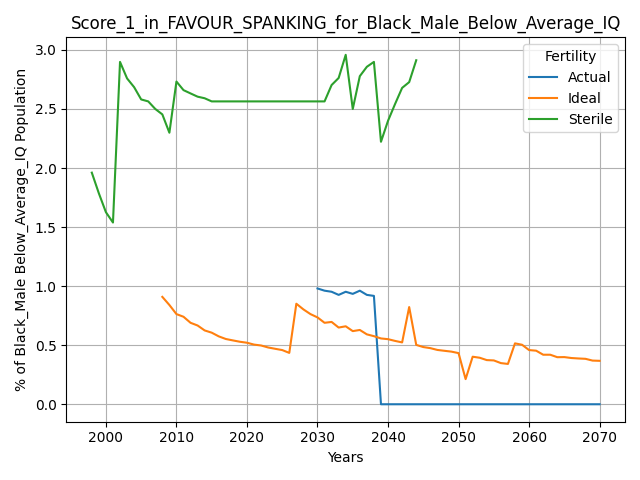 Score_1_in_FAVOUR_SPANKING_for_Black_Male_Below_Average_IQ
% of Black_Male Below_Average_IQ Population
3.0
2.5
2.0
1.5
1.0
0.5
0.0
Fertility
Actual
Ideal
Sterile
2000 2010 2020 2030 2040 2050 2060 2070
Years